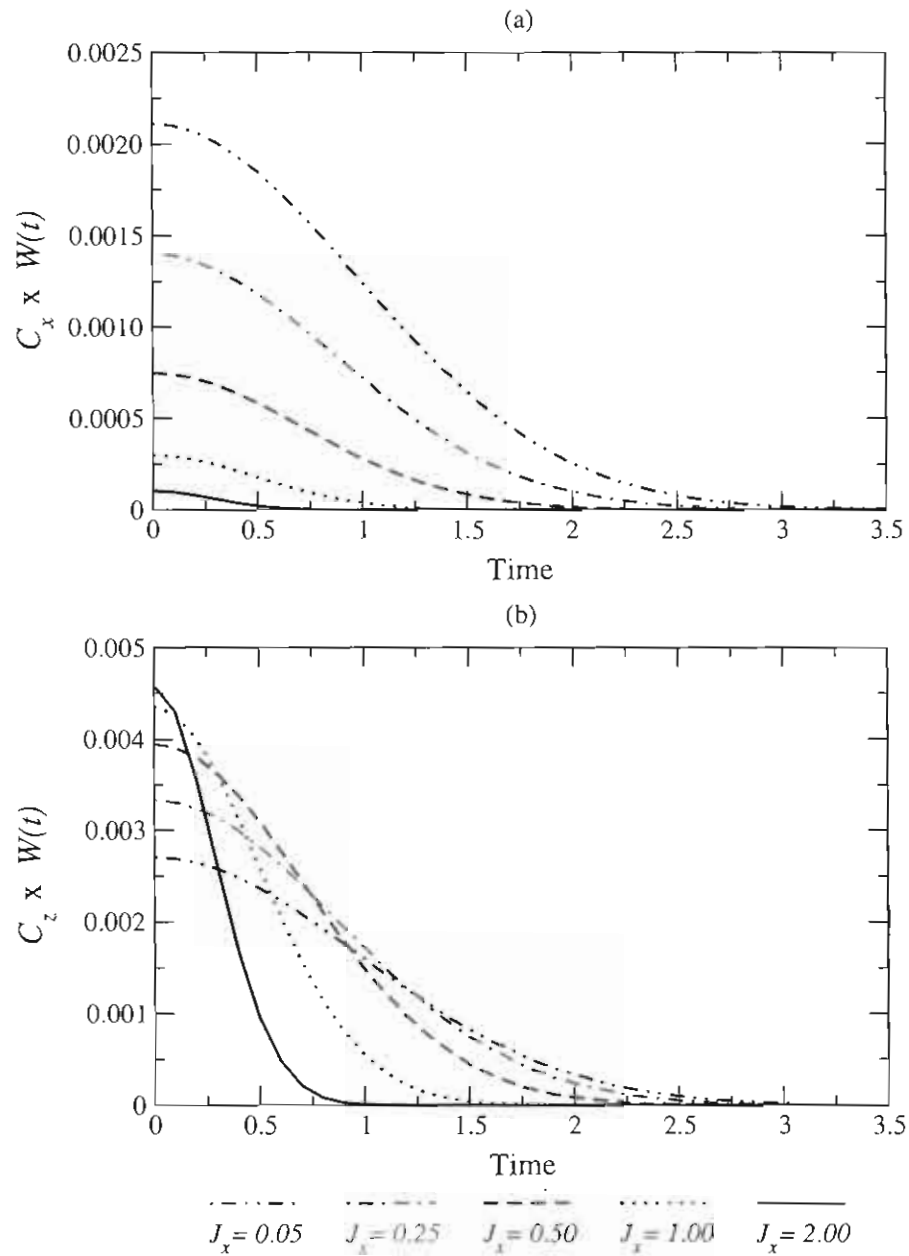 (a)
0.0025
0.0020
0.0015
0.0010
0.0005
0
C_x x W(t)
0 0.5 1 1.5 2 2.5 3 3.5
Time
(b)
0.005
0.004
0.003
0.002
0.001
0
C_z x W(t)
0 0.5 1 1.5 2 2.5 3 3.5
Time
J_x = 0.05 J_x = 0.25 J_x = 0.50 J_x = 1.00 J_x = 2.00